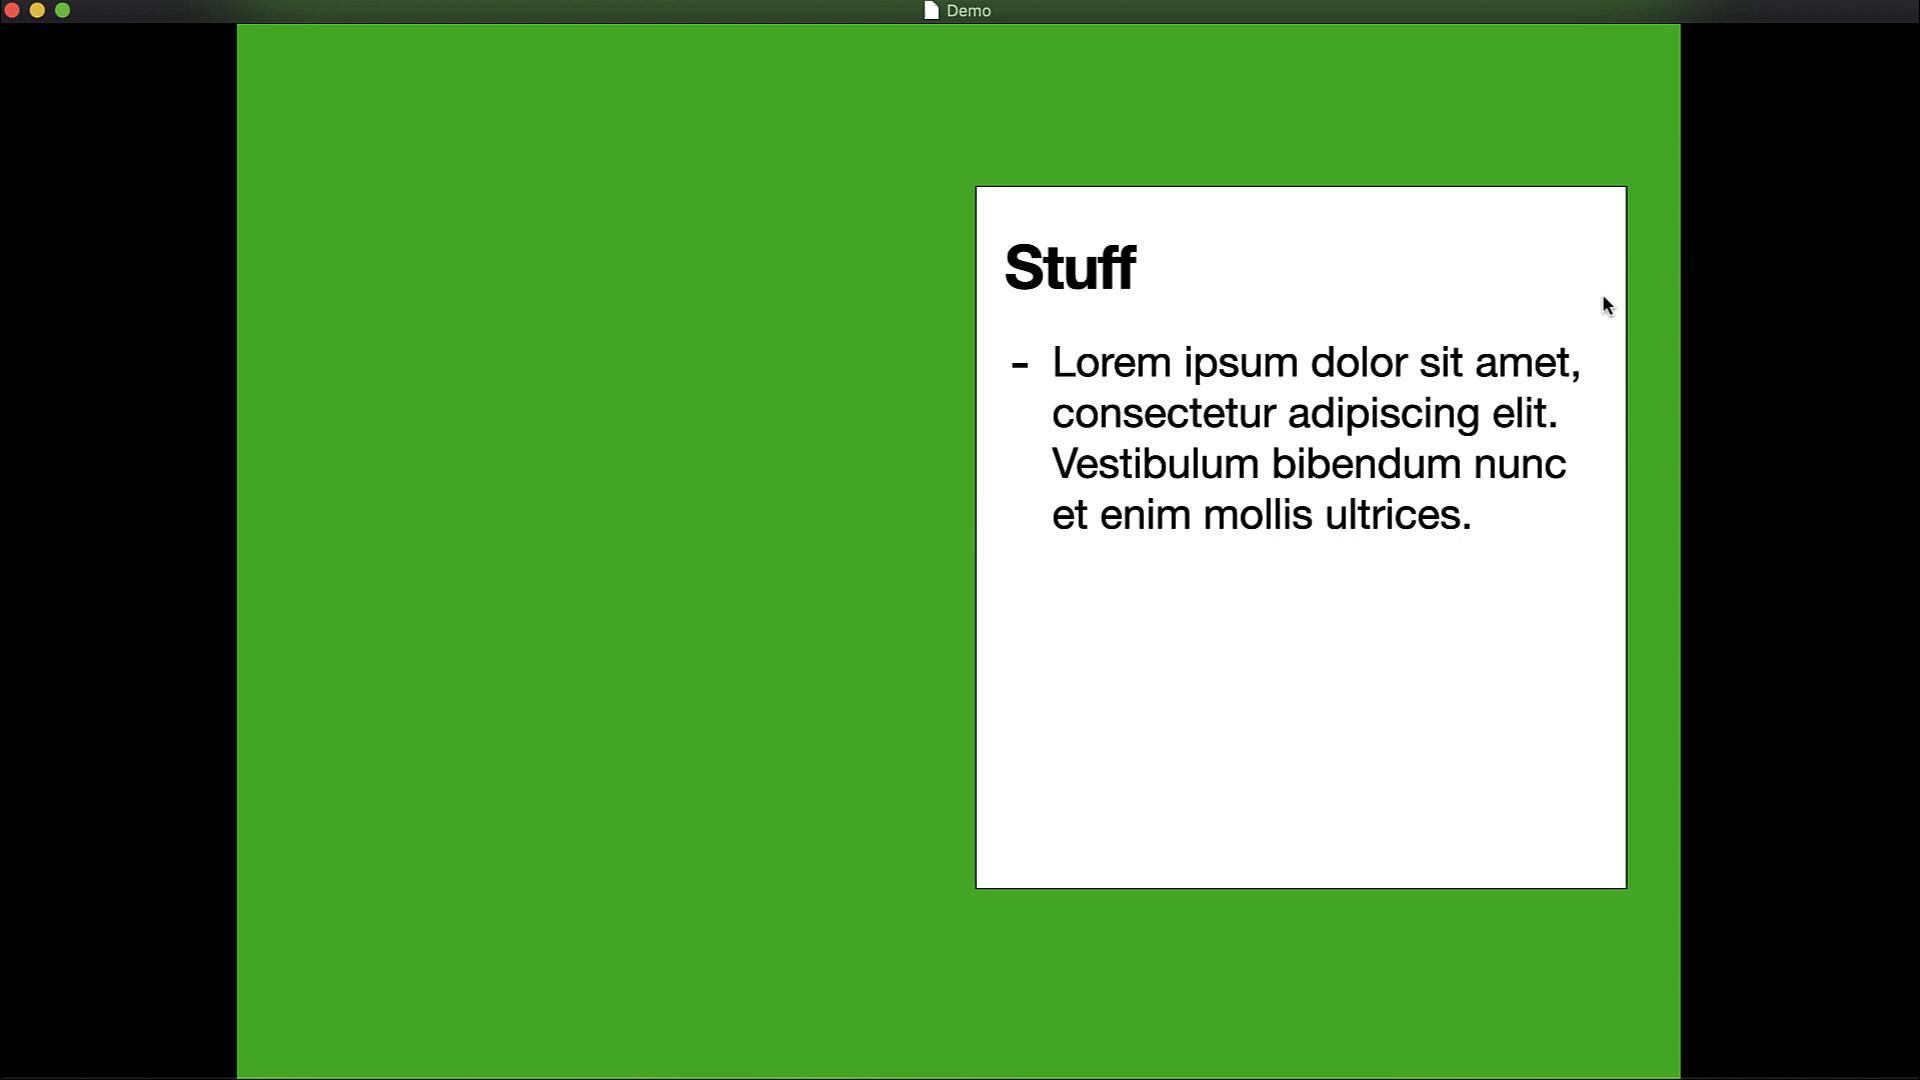 Demo
Stuff
- Lorem ipsum dolor sit amet,
consectetur adipiscing elit.
Vestibulum bibendum nunc
et enim mollis ultrices.